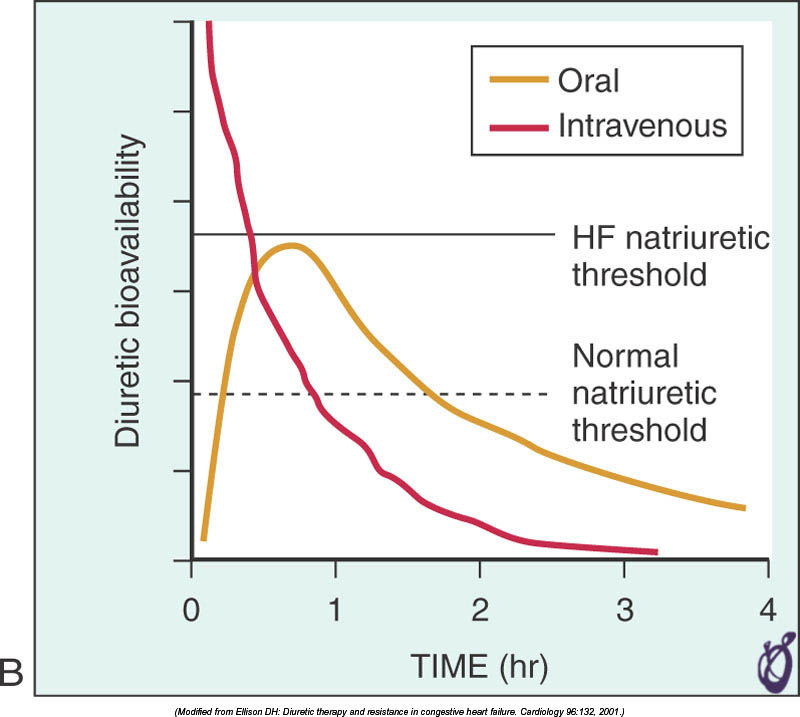 Oral
Intravenous
HF natriuretic
threshold
Normal
natriuretic
threshold
Diuretic bioavailability
0 1 2 3 4
TIME (hr)
B
(Modified from Ellison DH: Diuretic therapy and resistance in congestive heart failure. Cardiology 96:132, 2001.)